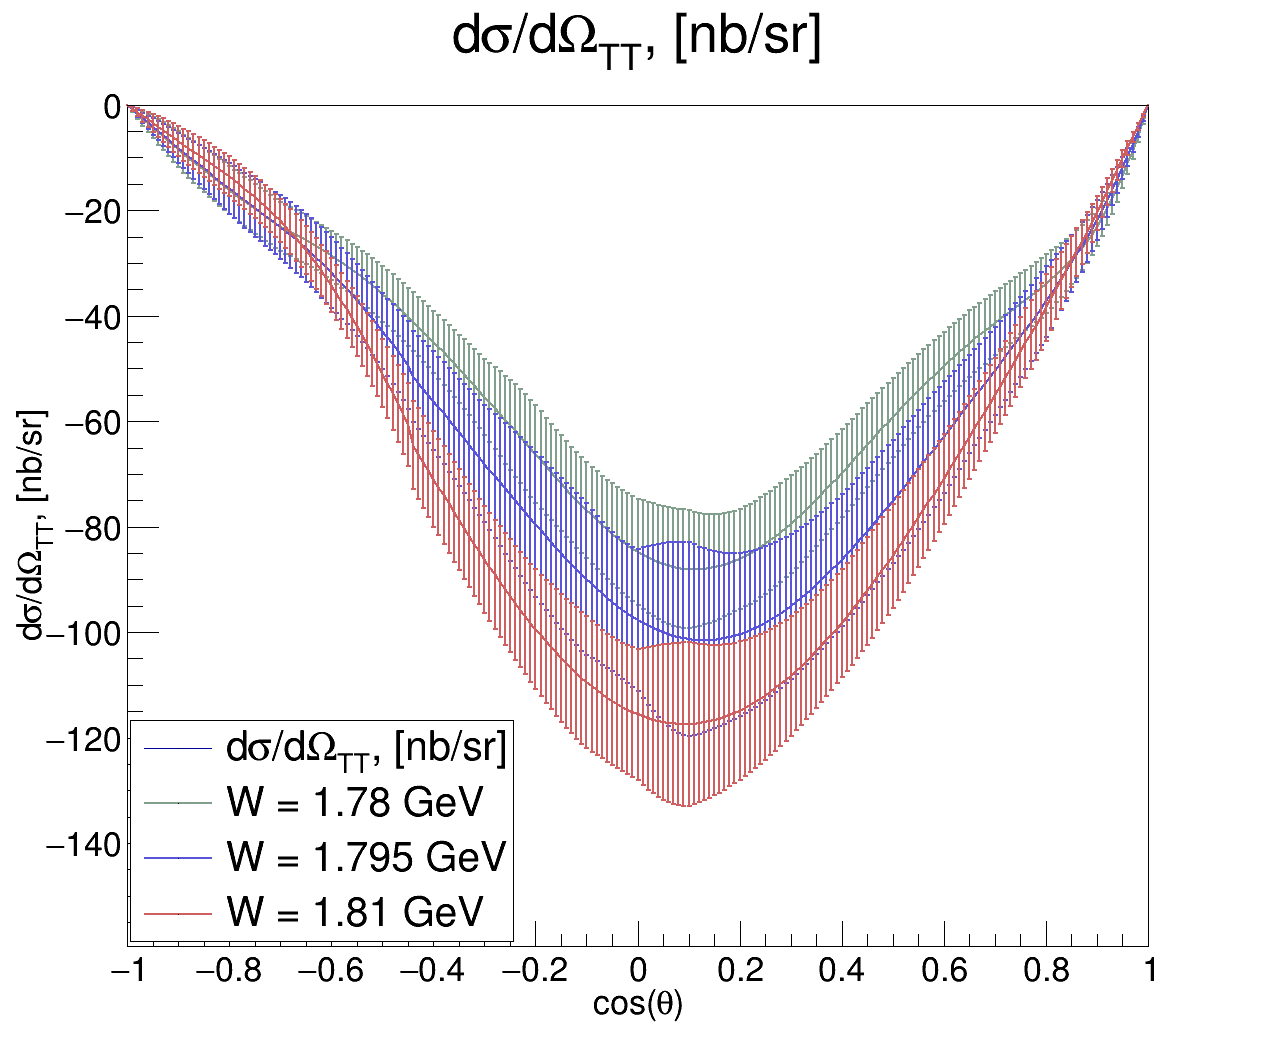 dσ/dΩTT, [nb/sr]
dσ/dΩTT, [nb/sr]
0
−20
−40
−60
−80
−100
−120
−140
dσ/dΩTT, [nb/sr]
W = 1.78 GeV
W = 1.795 GeV
W = 1.81 GeV
−1 −0.8 −0.6 −0.4 −0.2 0 0.2 0.4 0.6 0.8 1
cos(θ)